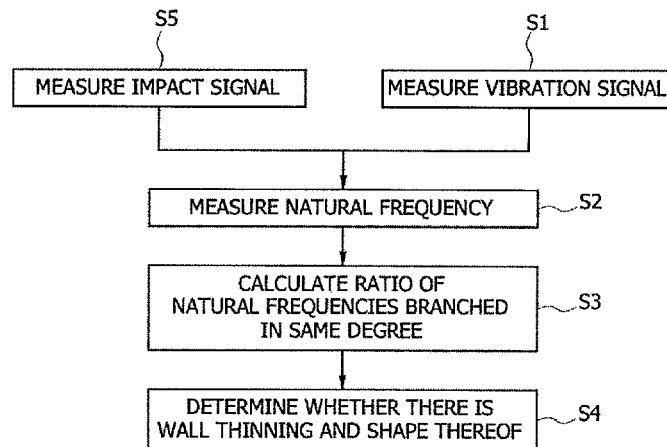 S5
S1
MEASURE IMPACT SIGNAL
MEASURE VIBRATION SIGNAL
MEASURE NATURAL FREQUENCY
S2
CALCULATE RATIO OF
NATURAL FREQUENCIES BRANCHED
IN SAME DEGREE
S3
DETERMINE WHETHER THERE IS
WALL THINNING AND SHAPE THEREOF
S4